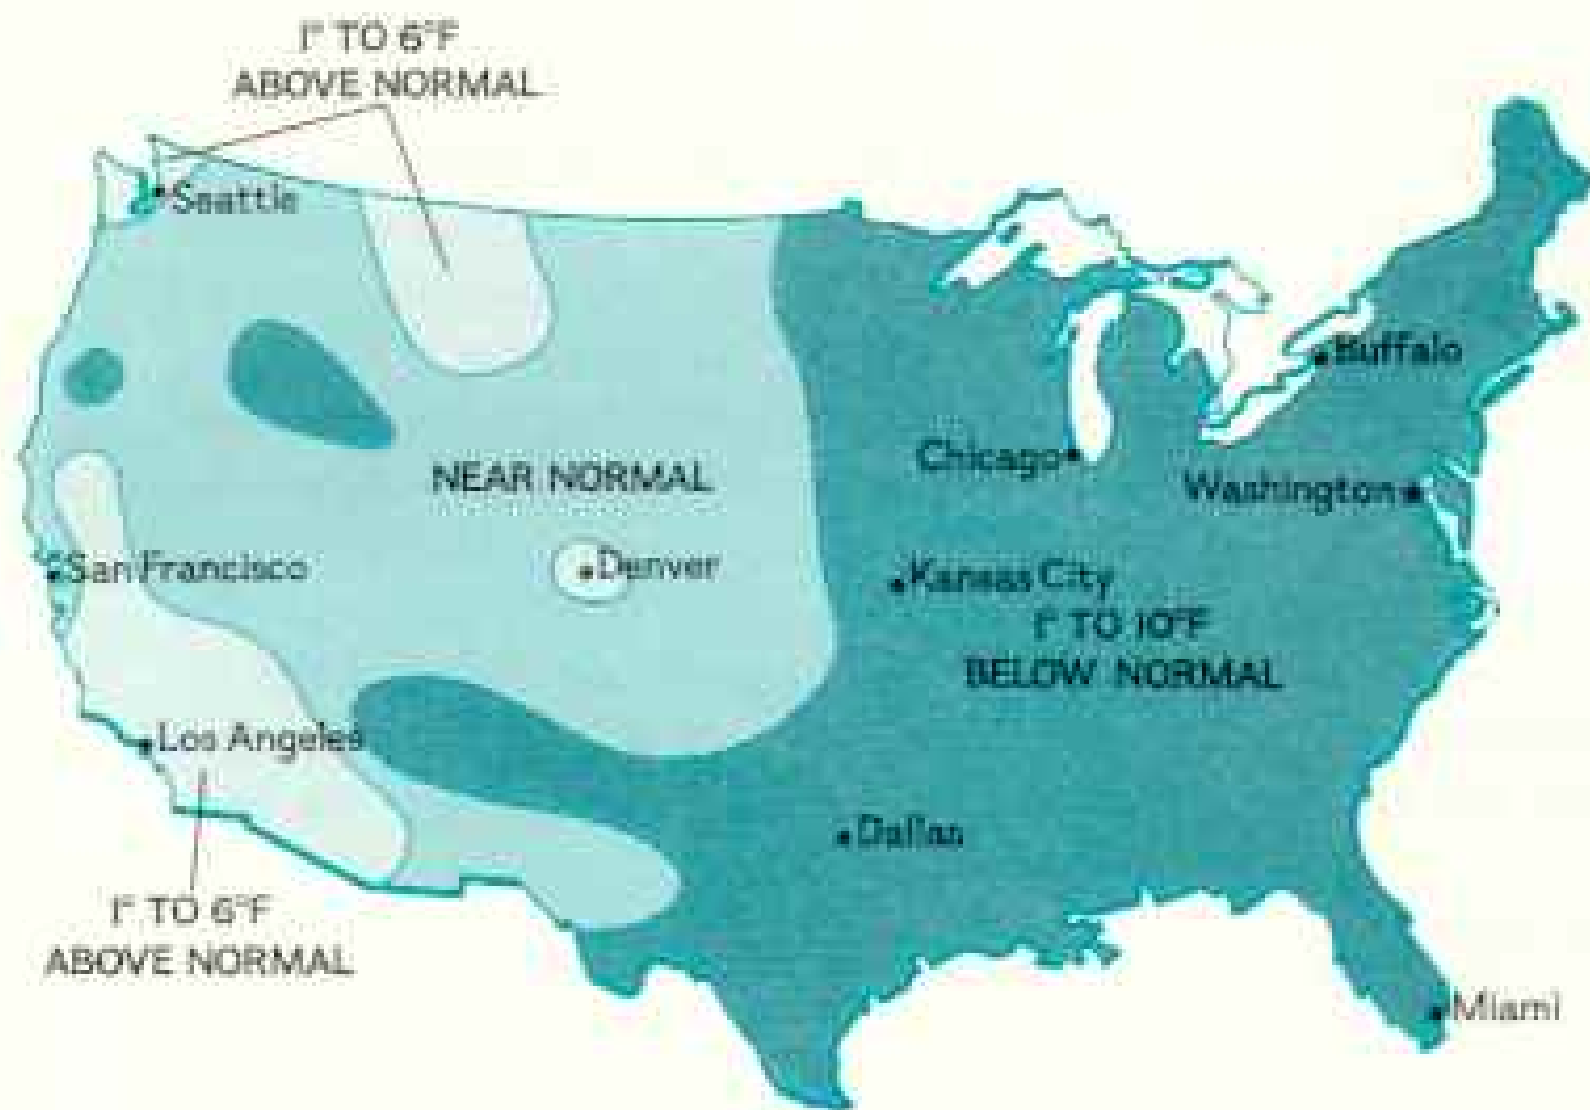 1° TO 6°F
ABOVE NORMAL
Seattle
Buffalo
Chicago
NEAR NORMAL
Washington
San Francisco
Denver
Kansas City
1° TO 10°F
BELOW NORMAL
Los Angeles
Dallas
1° TO 6°F
ABOVE NORMAL
Miami